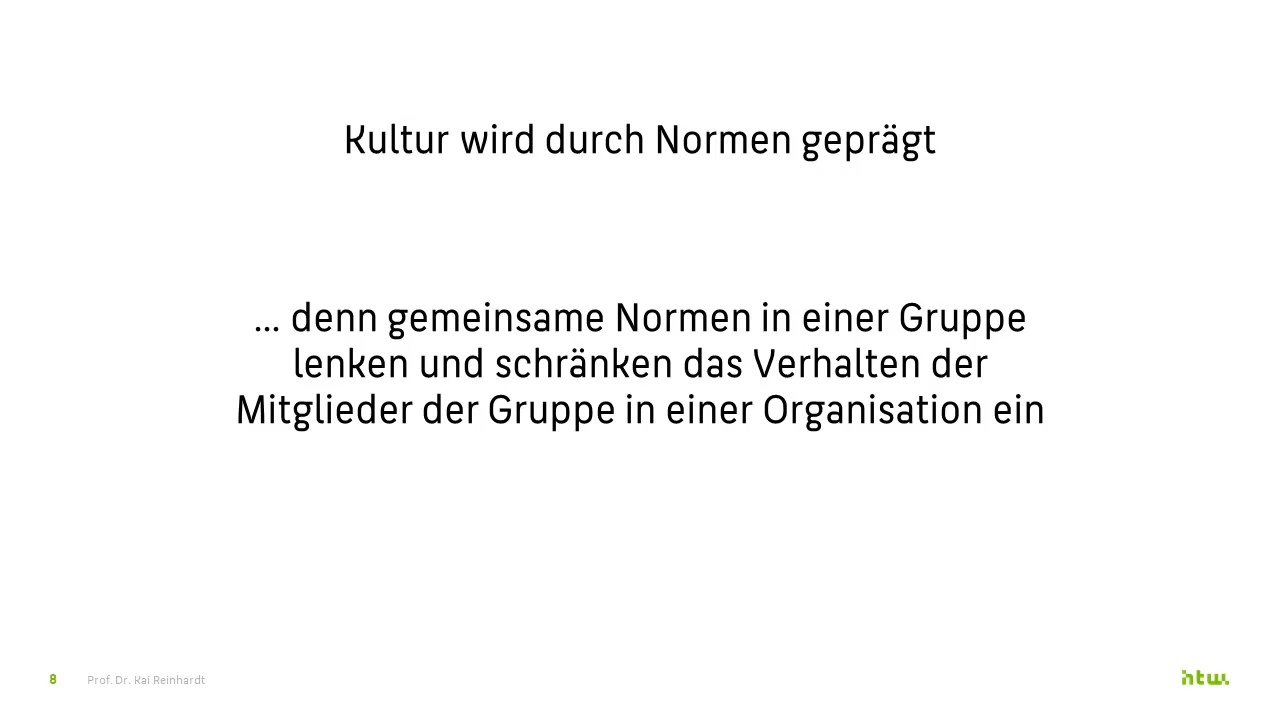 Kultur wird durch Normen geprägt
... denn gemeinsame Normen in einer Gruppe
lenken und schränken das Verhalten der
Mitglieder der Gruppe in einer Organisation ein
8 Prof. Dr. Kai Reinhardt
htw.